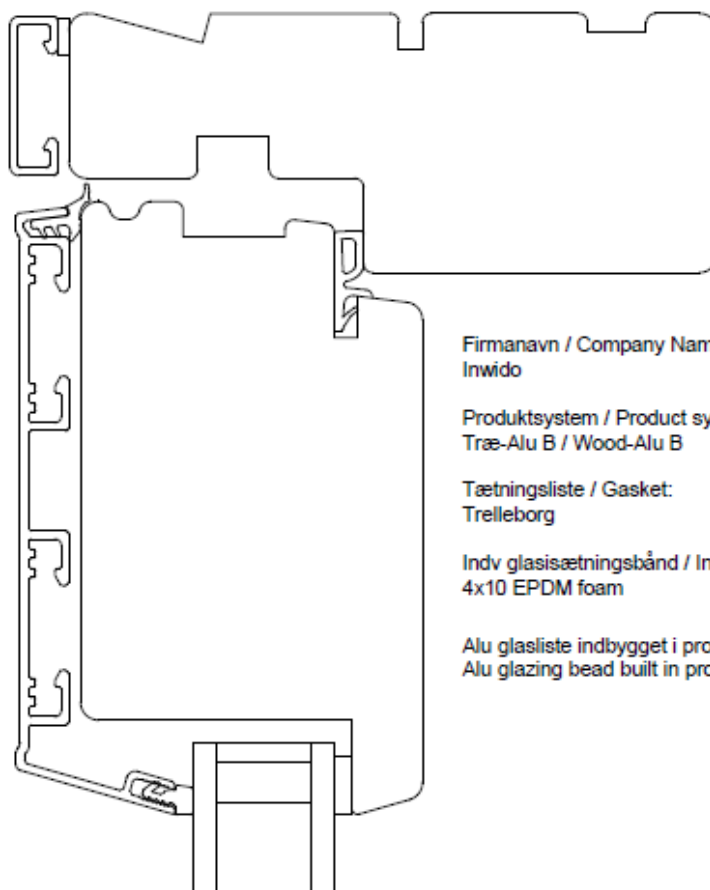 Firmanavn / Company Nam
Inwido
Produktsystem / Product sy
Træ-Alu B / Wood-Alu B
Tætningsliste / Gasket:
Trelleborg
Indv glasisætningsbånd / In
4x10 EPDM foam
Alu glasliste indbygget i pro
Alu glazing bead built in pro